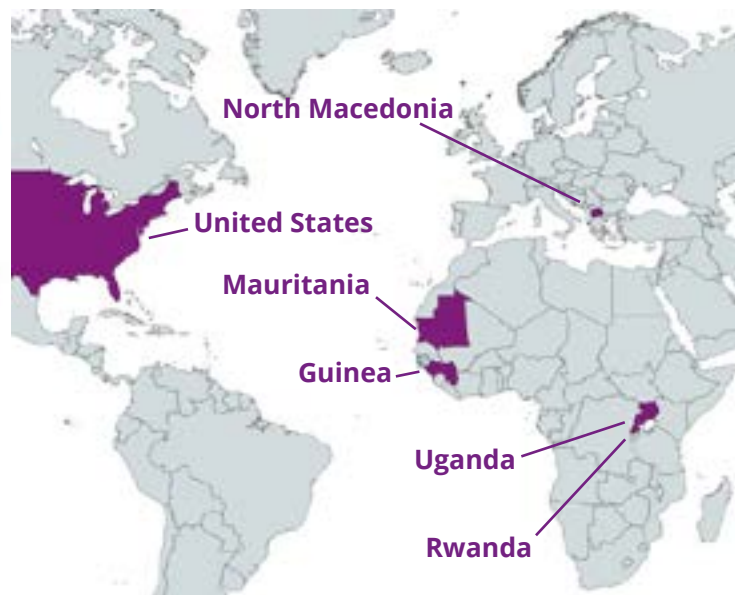 North Macedonia
United States
Mauritania
Guinea
Uganda
Rwanda